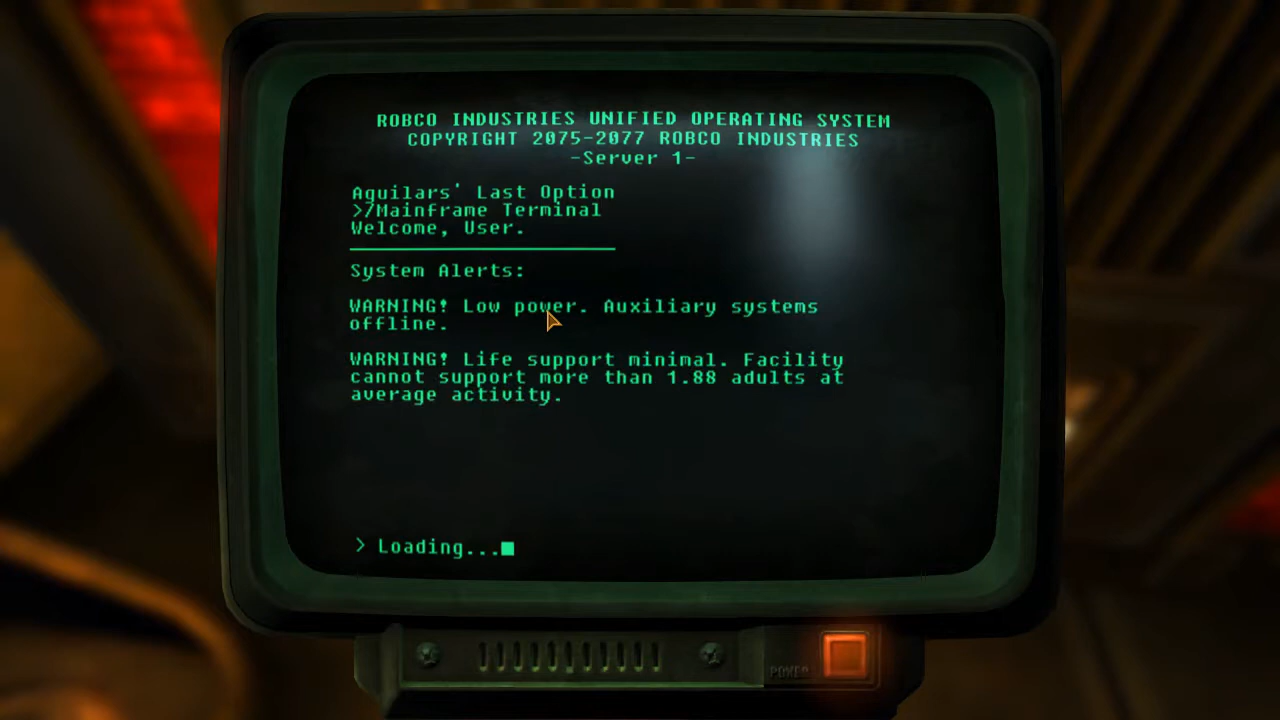 ROBCO INDUSTRIES UNIFIED OPERATING SYSTEM
COPYRIGHT 2075-2077 ROBCO INDUSTRIES
-Server 1-
Aguilars' Last Option
>7Mainframe Terminal
Welcome, User.
System Alerts:
WARNING! Low power. Auxiliary systems
offline.
WARNING! Life support minimal. Facility
cannot support more than 1.88 adults at
average activity.
> Loading...
POWER